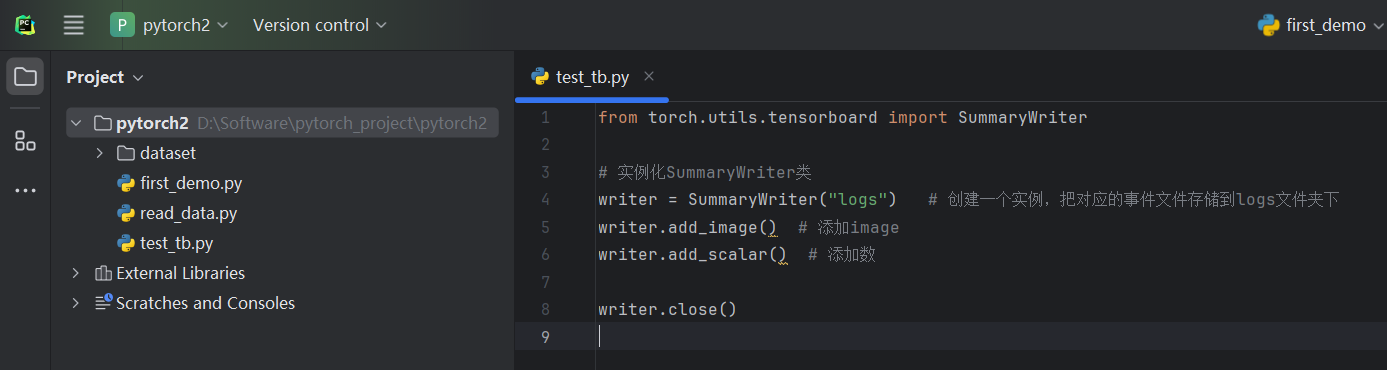 PC
P pytorch2 Version control first_demo
Project
test_tb.py
pytorch2 D:\Software\pytorch_project\pytorch2
dataset
first_demo.py
read_data.py
test_tb.py
External Libraries
Scratches and Consoles
1 from torch.utils.tensorboard import SummaryWriter
2
3 # 实例化SummaryWriter类
4 writer = SummaryWriter("logs") # 创建一个实例，把对应的事件文件存储到logs文件夹下
5 writer.add_image() # 添加image
6 writer.add_scalar() # 添加数
7
8 writer.close()
9